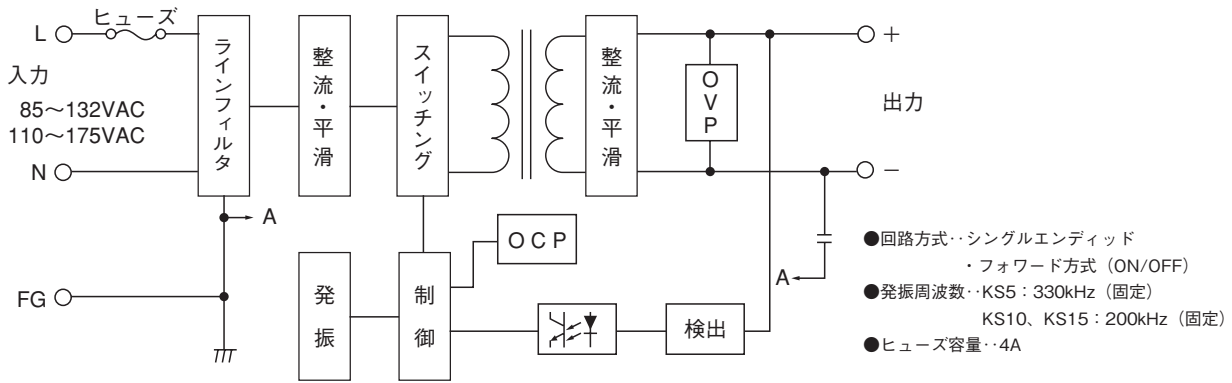 ヒューズ
L
入力
85～132VAC
110～175VAC
N
FG
ラインフィルタ
整流・平滑
スイッチング
整流・平滑
OVP
+
出力
−
A
OCP
発振
制御
検出
A
●回路方式‥シングルエンディッド
・フォワード方式（ON/OFF）
●発振周波数‥KS5：330kHz（固定）
KS10、KS15：200kHz（固定）
●ヒューズ容量‥4A